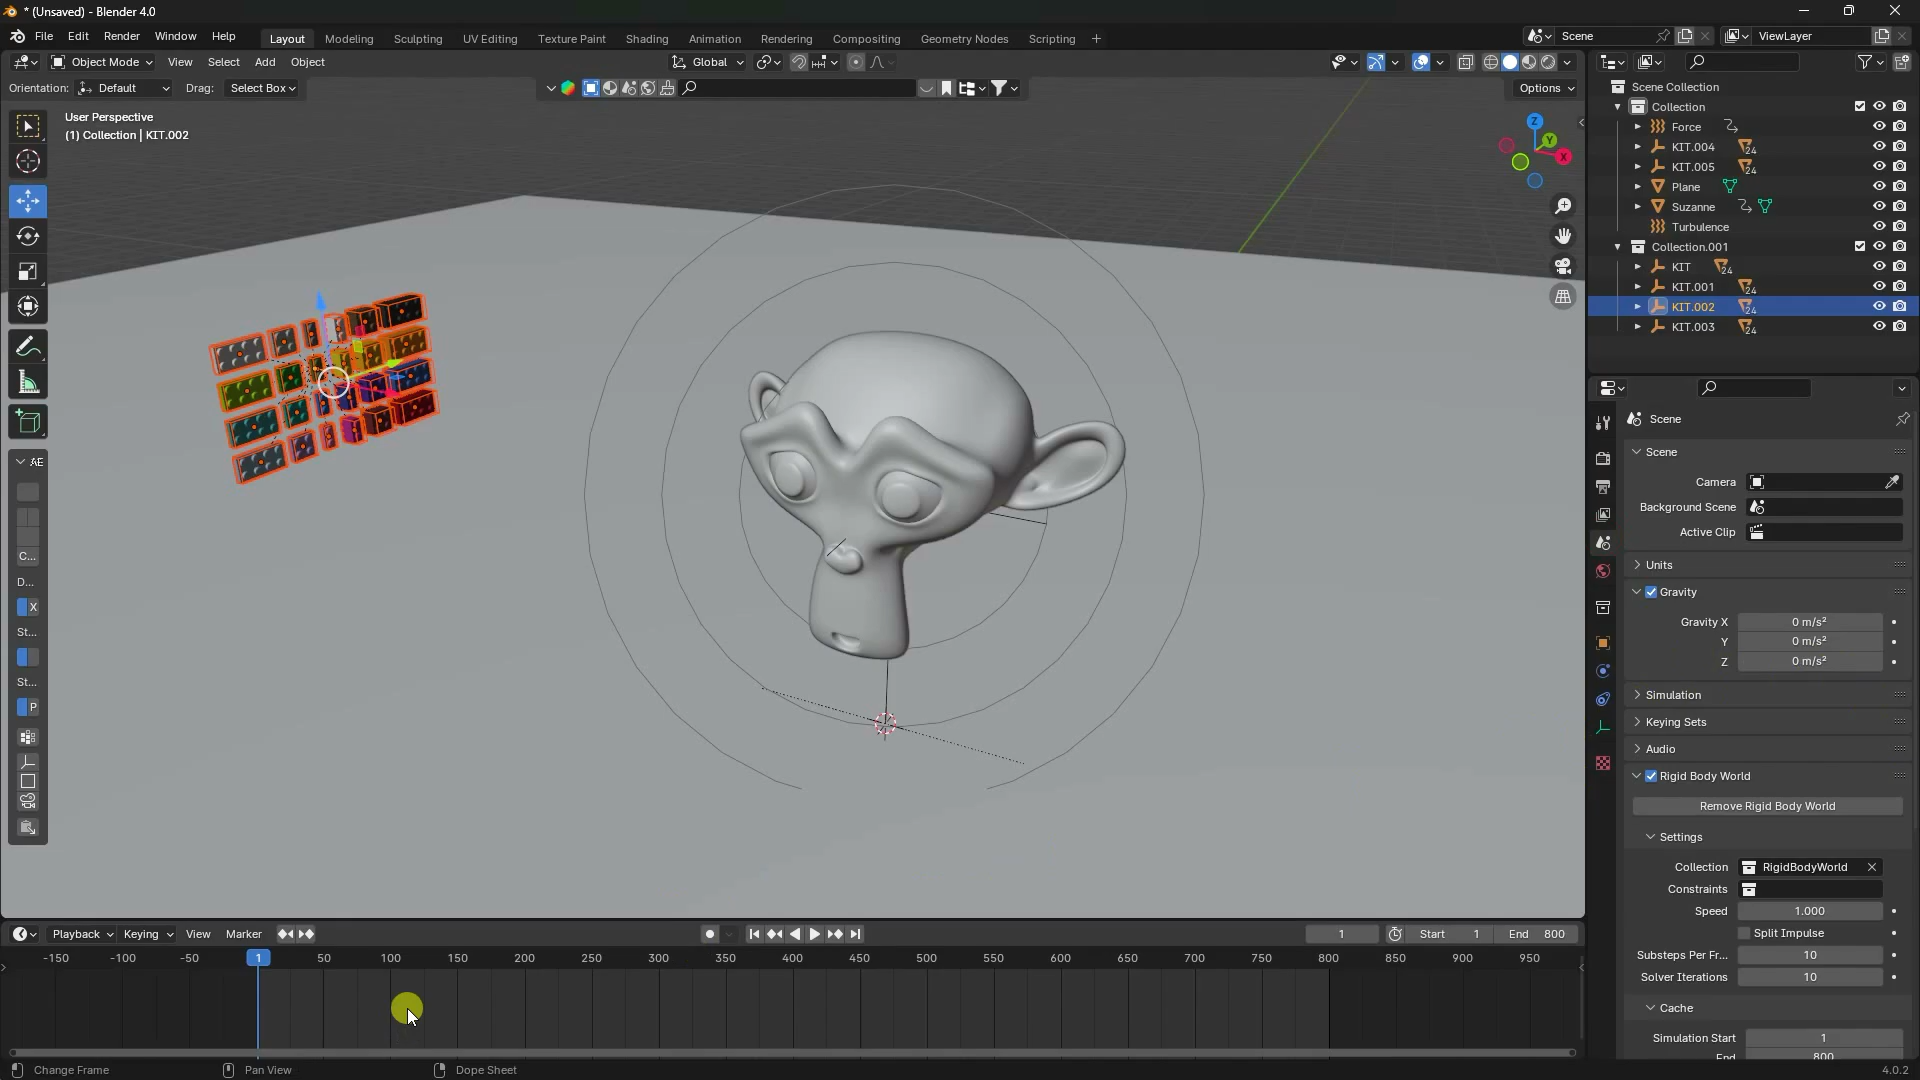 * (Unsaved) - Blender 4.0
File Edit Render Window Help
Layout Modeling Sculpting UV Editing Texture Paint Shading Animation Rendering Compositing Geometry Nodes Scripting +
Scene
ViewLayer
Object Mode View Select Add Object
Global
Orientation: Default Drag: Select Box
Options
User Perspective
(1) Collection | KIT.002
Z
Y
X
AE
C...
D...
X
St...
St...
P
Scene Collection
Collection
Force
KIT.004 24
KIT.005 24
Plane
Suzanne
Turbulence
Collection.001
KIT 24
KIT.001 24
KIT.002 24
KIT.003 24
Scene
Scene
Camera
Background Scene
Active Clip
Units
Gravity
Gravity X 0 m/s²
Y 0 m/s²
Z 0 m/s²
Simulation
Keying Sets
Audio
Rigid Body World
Remove Rigid Body World
Settings
Collection RigidBodyWorld
Constraints
Speed 1.000
Split Impulse
Substeps Per Fr... 10
Solver Iterations 10
Cache
Simulation Start 1
End 800
Playback Keying View Marker
1 Start 1 End 800
-150 -100 -50 1 50 100 150 200 250 300 350 400 450 500 550 600 650 700 750 800 850 900 950
Change Frame Pan View Dope Sheet
4.0.2